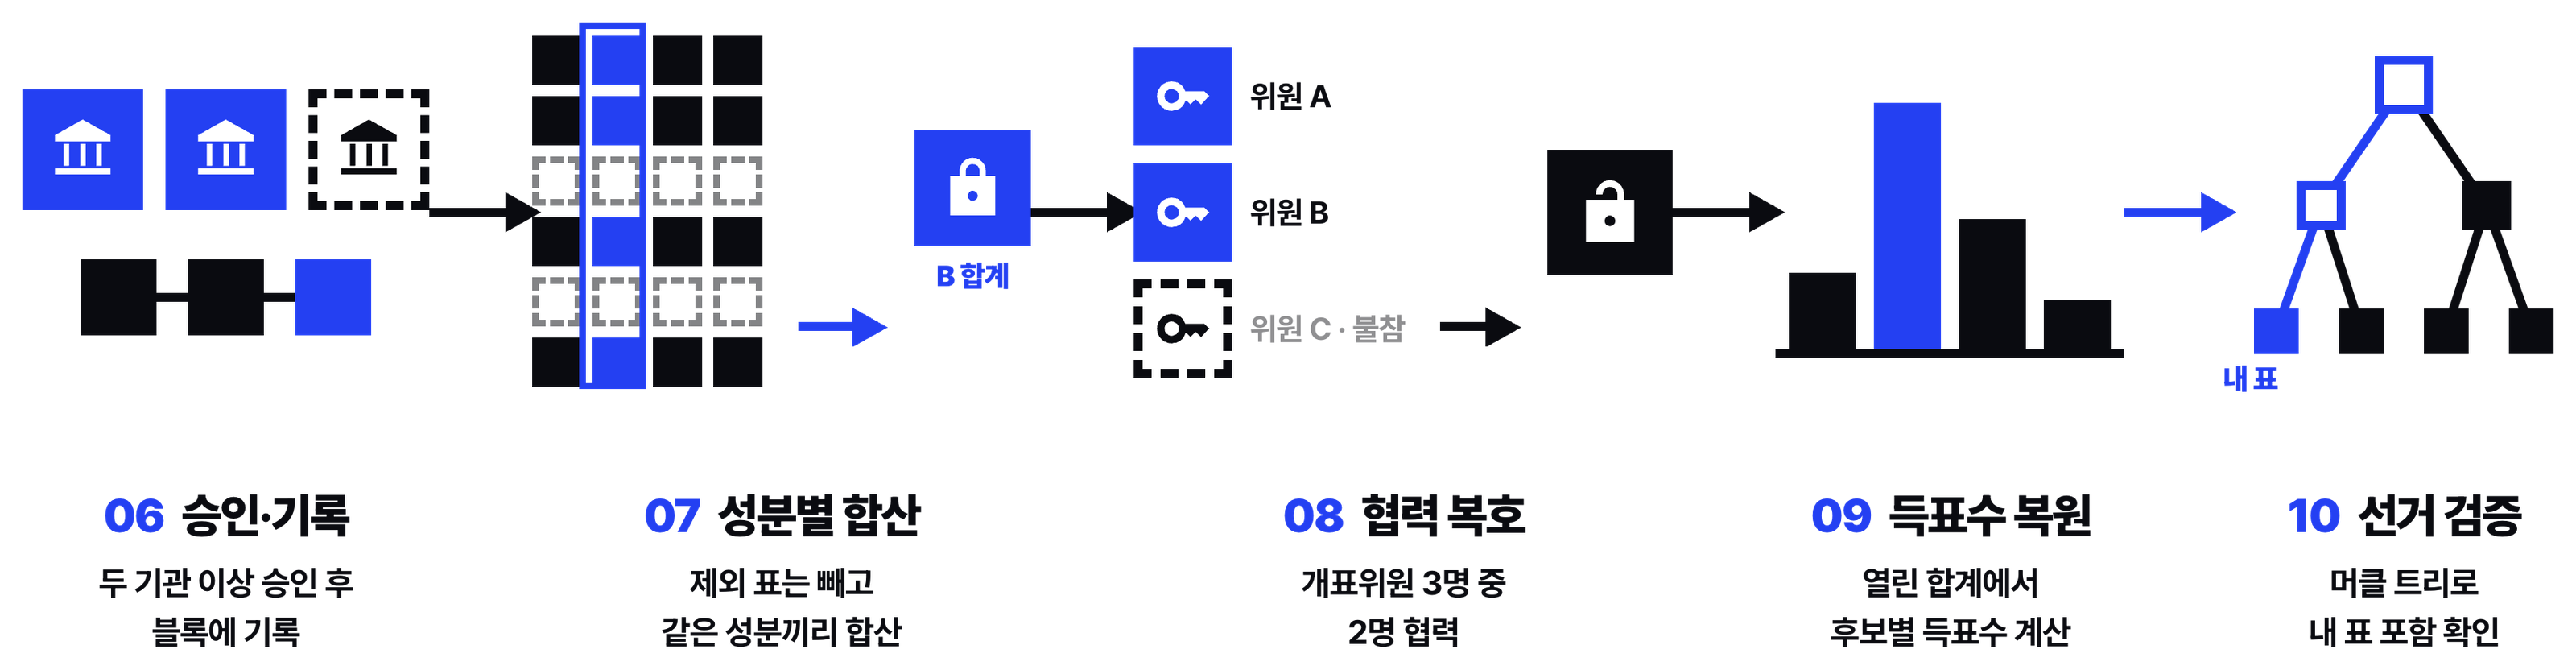 위원 A
위원 B
B 합계
위원 C · 불참
내 표
06 승인·기록
두 기관 이상 승인 후
블록에 기록
07 성분별 합산
제외 표는 빼고
같은 성분끼리 합산
08 협력 복호
개표위원 3명 중
2명 협력
09 득표수 복원
열린 합계에서
후보별 득표수 계산
10 선거 검증
머클 트리로
내 표 포함 확인